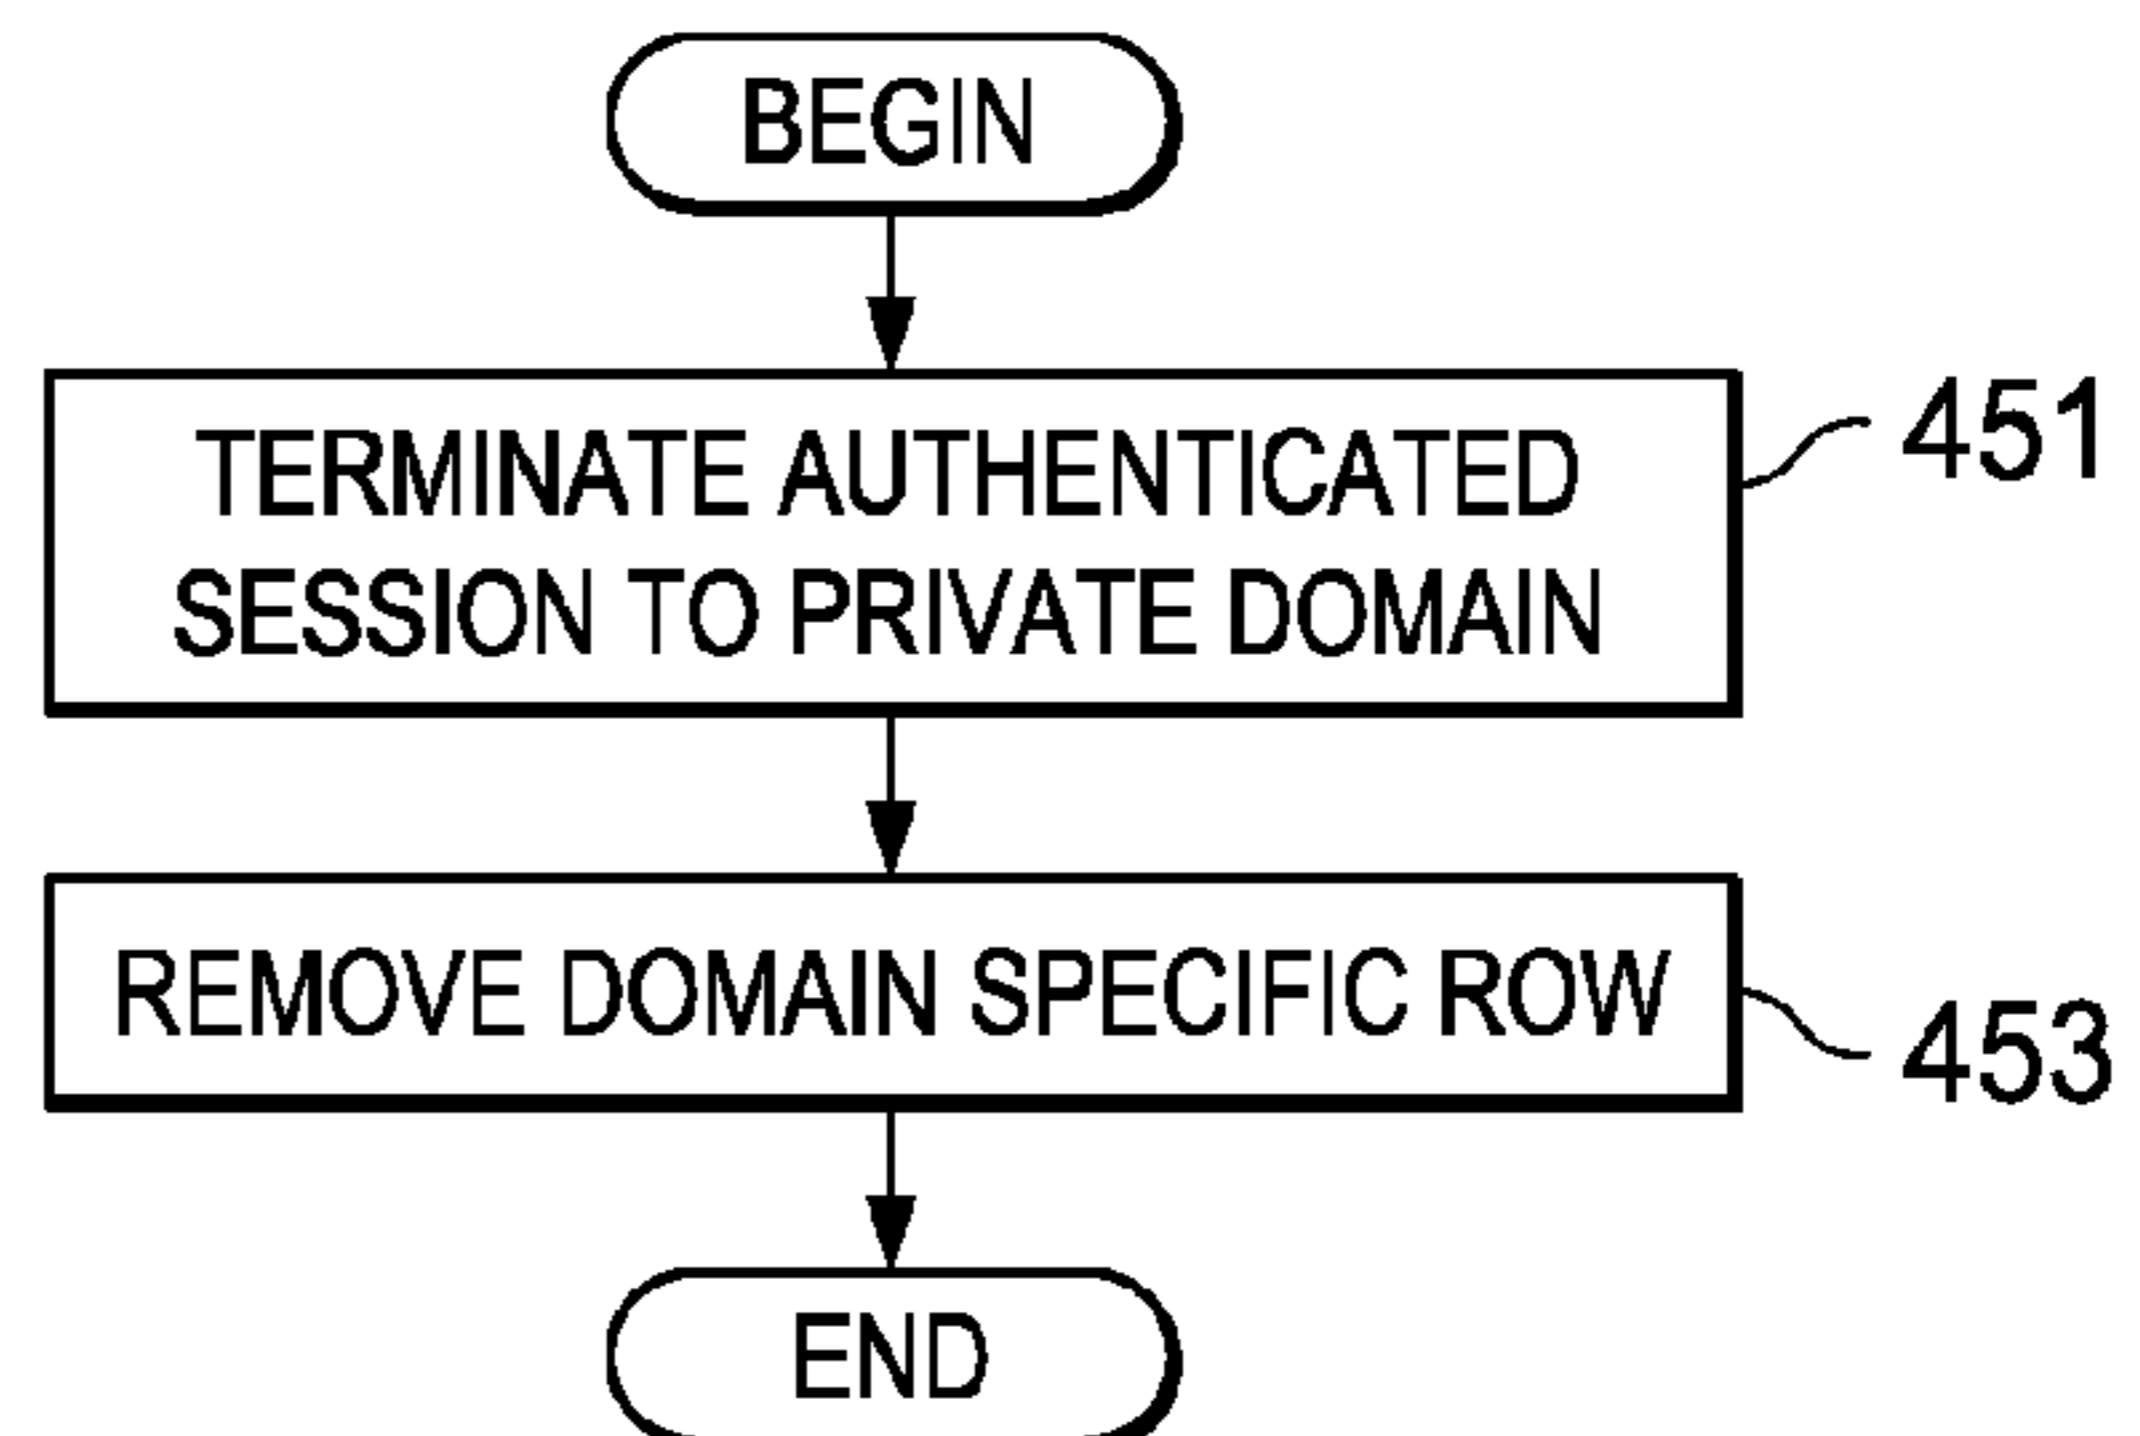 BEGIN
TERMINATE AUTHENTICATED
SESSION TO PRIVATE DOMAIN
451
REMOVE DOMAIN SPECIFIC ROW
453
END